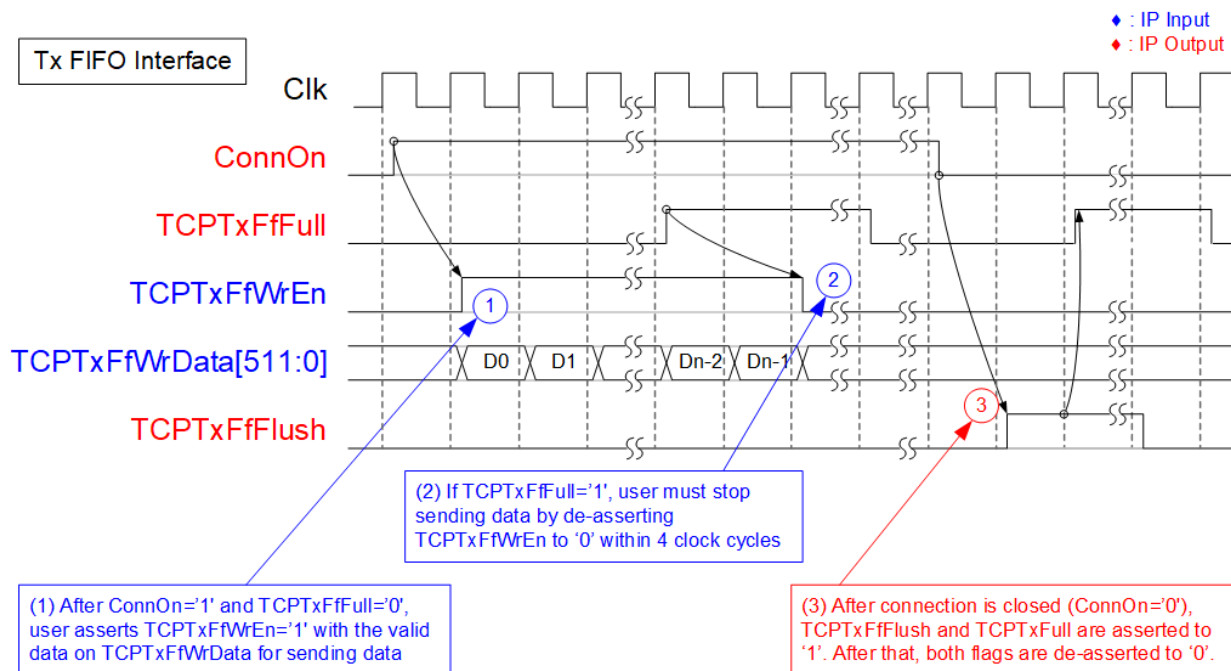 ♦ : IP Input
♦ : IP Output
Tx FIFO Interface
Clk
ConnOn
TCPTxFfFull
TCPTxFfWrEn
1
2
TCPTxFfWrData[511:0]
D0
D1
Dn-2
Dn-1
TCPTxFfFlush
3
(2) If TCPTxFfFull='1', user must stop
sending data by de-asserting
TCPTxFfWrEn to ‘0’ within 4 clock cycles
(1) After ConnOn='1' and TCPTxFfFull='0',
user asserts TCPTxFfWrEn='1' with the valid
data on TCPTxFfWrData for sending data
(3) After connection is closed (ConnOn='0'),
TCPTxFfFlush and TCPTxFull are asserted to
‘1’. After that, both flags are de-asserted to ‘0’.